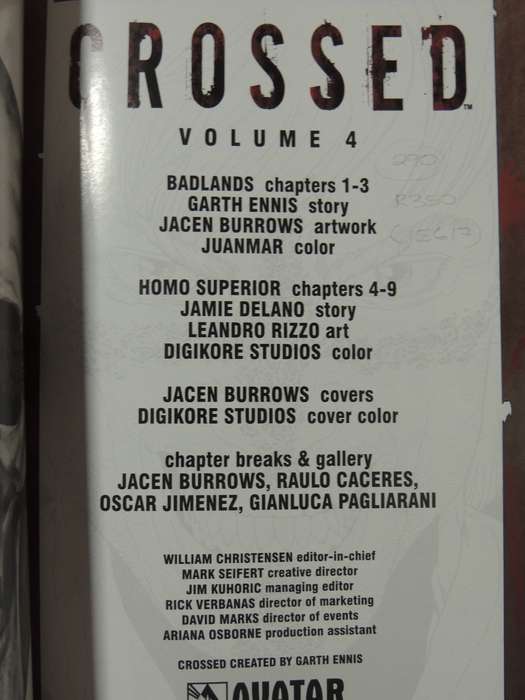 CROSSED™
VOLUME 4
290
R350
BADLANDS chapters 1-3
GARTH ENNIS story
JACEN BURROWS artwork
JUANMAR color
HOMO SUPERIOR chapters 4-9
JAMIE DELANO story
LEANDRO RIZZO art
DIGIKORE STUDIOS color
JACEN BURROWS covers
DIGIKORE STUDIOS cover color
chapter breaks & gallery
JACEN BURROWS, RAULO CACERES,
OSCAR JIMENEZ, GIANLUCA PAGLIARANI
WILLIAM CHRISTENSEN editor-in-chief
MARK SEIFERT creative director
JIM KUHORIC managing editor
RICK VERBANAS director of marketing
DAVID MARKS director of events
ARIANA OSBORNE production assistant
CROSSED CREATED BY GARTH ENNIS
AVATAR